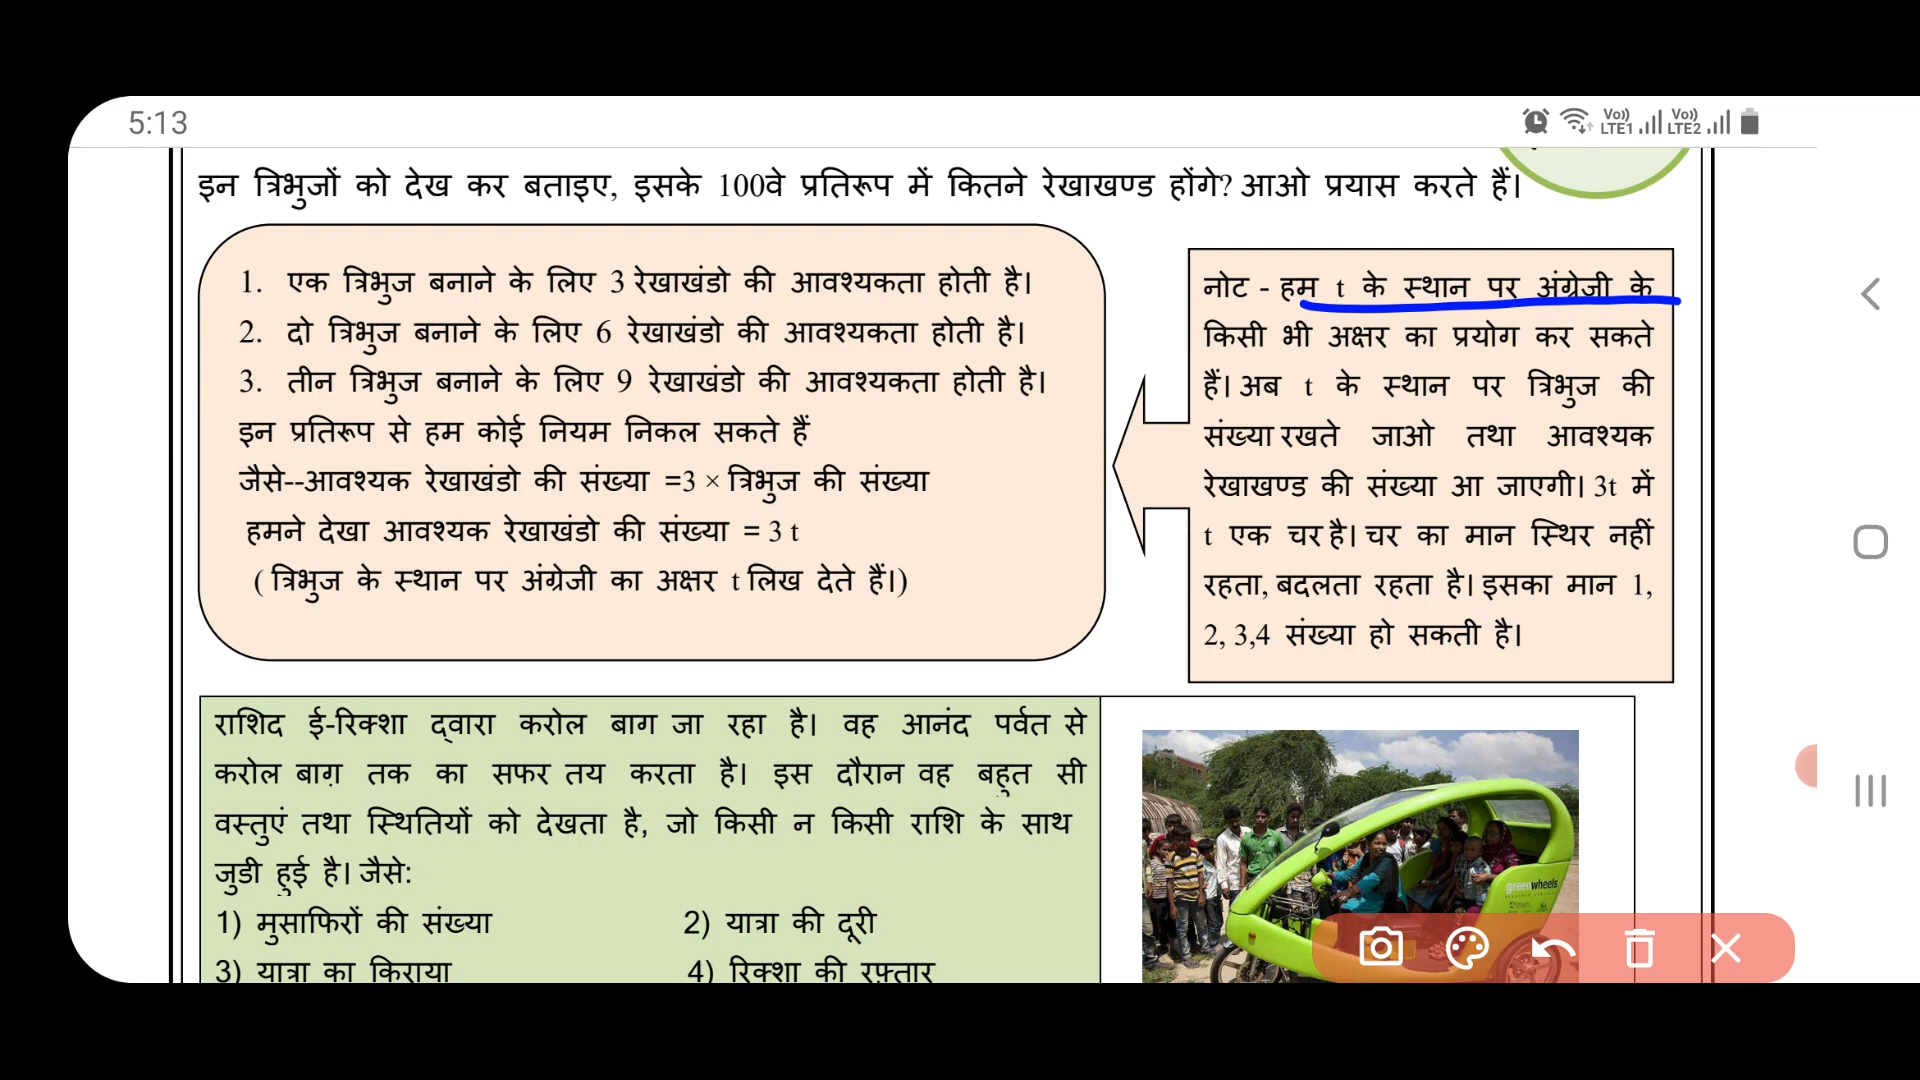 5:13
Vo)) LTE1 Vo)) LTE2
इन त्रिभुजों को देख कर बताइए, इसके 100वे प्रतिरूप में कितने रेखाखण्ड होंगे? आओ प्रयास करते हैं।
1. एक त्रिभुज बनाने के लिए 3 रेखाखंडो की आवश्यकता होती है।
2. दो त्रिभुज बनाने के लिए 6 रेखाखंडो की आवश्यकता होती है।
3. तीन त्रिभुज बनाने के लिए 9 रेखाखंडो की आवश्यकता होती है।
इन प्रतिरूप से हम कोई नियम निकल सकते हैं
जैसे--आवश्यक रेखाखंडो की संख्या =3 × त्रिभुज की संख्या
हमने देखा आवश्यक रेखाखंडो की संख्या = 3 t
( त्रिभुज के स्थान पर अंग्रेजी का अक्षर t लिख देते हैं।)
नोट - हम t के स्थान पर अंग्रेजी के
किसी भी अक्षर का प्रयोग कर सकते
हैं। अब t के स्थान पर त्रिभुज की
संख्या रखते जाओ तथा आवश्यक
रेखाखण्ड की संख्या आ जाएगी। 3t में
t एक चर है। चर का मान स्थिर नहीं
रहता, बदलता रहता है। इसका मान 1,
2, 3,4 संख्या हो सकती है।
राशिद ई-रिक्शा द्वारा करोल बाग जा रहा है। वह आनंद पर्वत से
करोल बाग़ तक का सफर तय करता है। इस दौरान वह बहुत सी
वस्तुएं तथा स्थितियों को देखता है, जो किसी न किसी राशि के साथ
जुडी हुई है। जैसे:
1) मुसाफिरों की संख्या 2) यात्रा की दूरी
3) यात्रा का किराया 4) रिक्शा की रफ़्तार
greenwheels